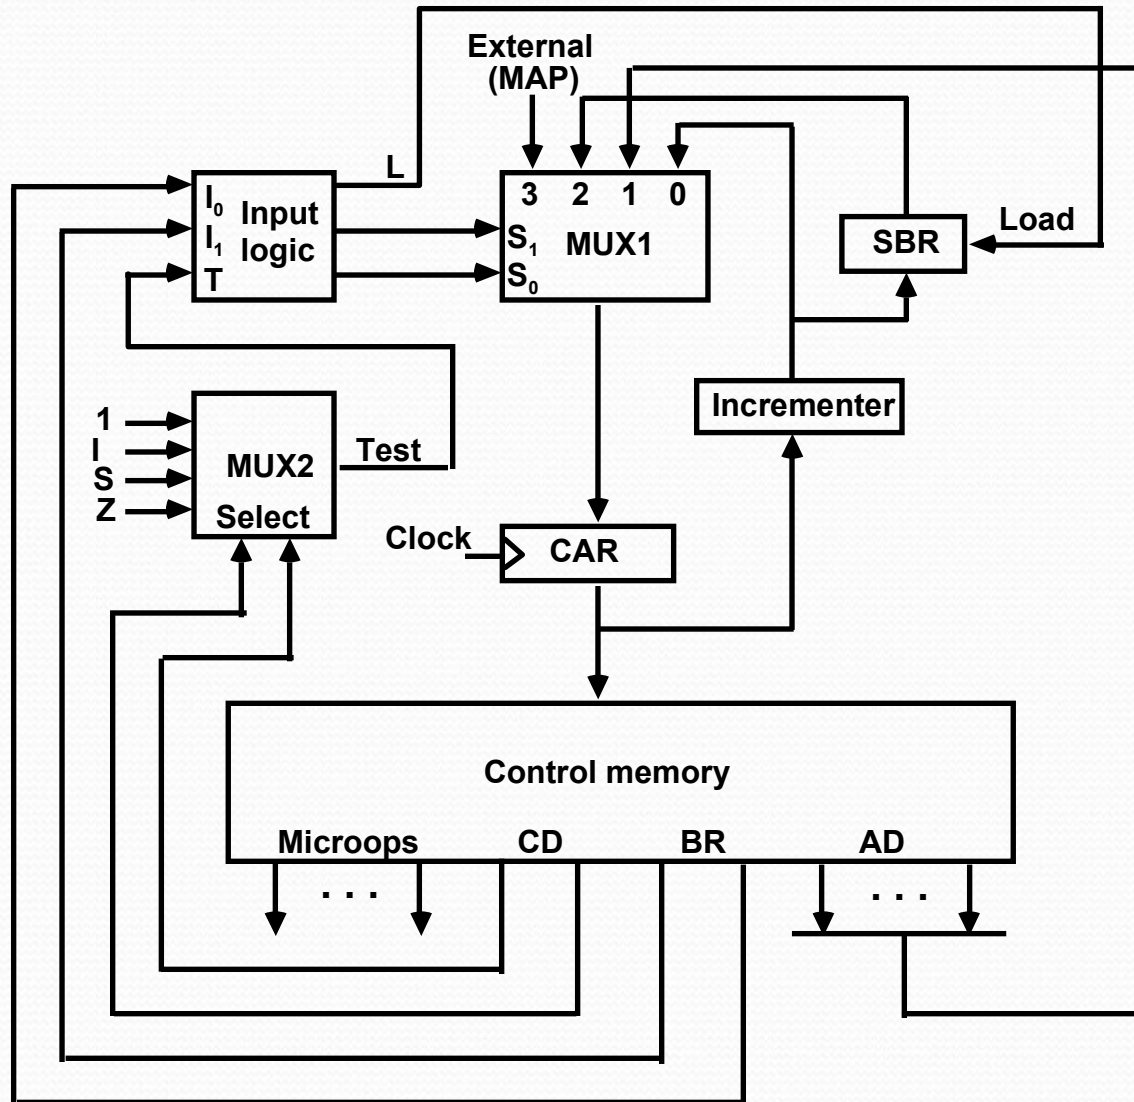 External
(MAP)
L
I0
I1
T
Input
logic
3 2 1 0
S1
S0
MUX1
SBR
Load
Incrementer
1
I
S
Z
MUX2
Select
Test
Clock
CAR
Control memory
Microops CD BR AD
. . .
. . .